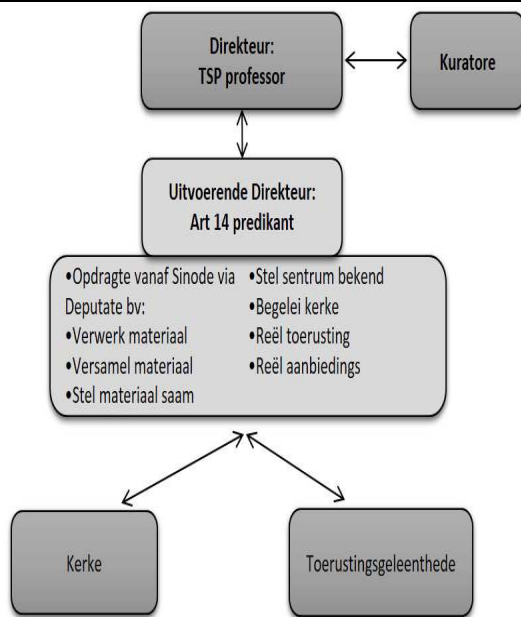 Direkteur:
TSP professor
Kuratore
Uitvoerende Direkteur:
Art 14 predikant
•Opdragte vanaf Sinode via
Deputate bv:
•Verwerk materiaal
•Versamel materiaal
•Stel materiaal saam
•Stel sentrum bekend
•Begelei kerke
•Reël toerusting
•Reël aanbiedings
Kerke
Toerustingsgeleenthede